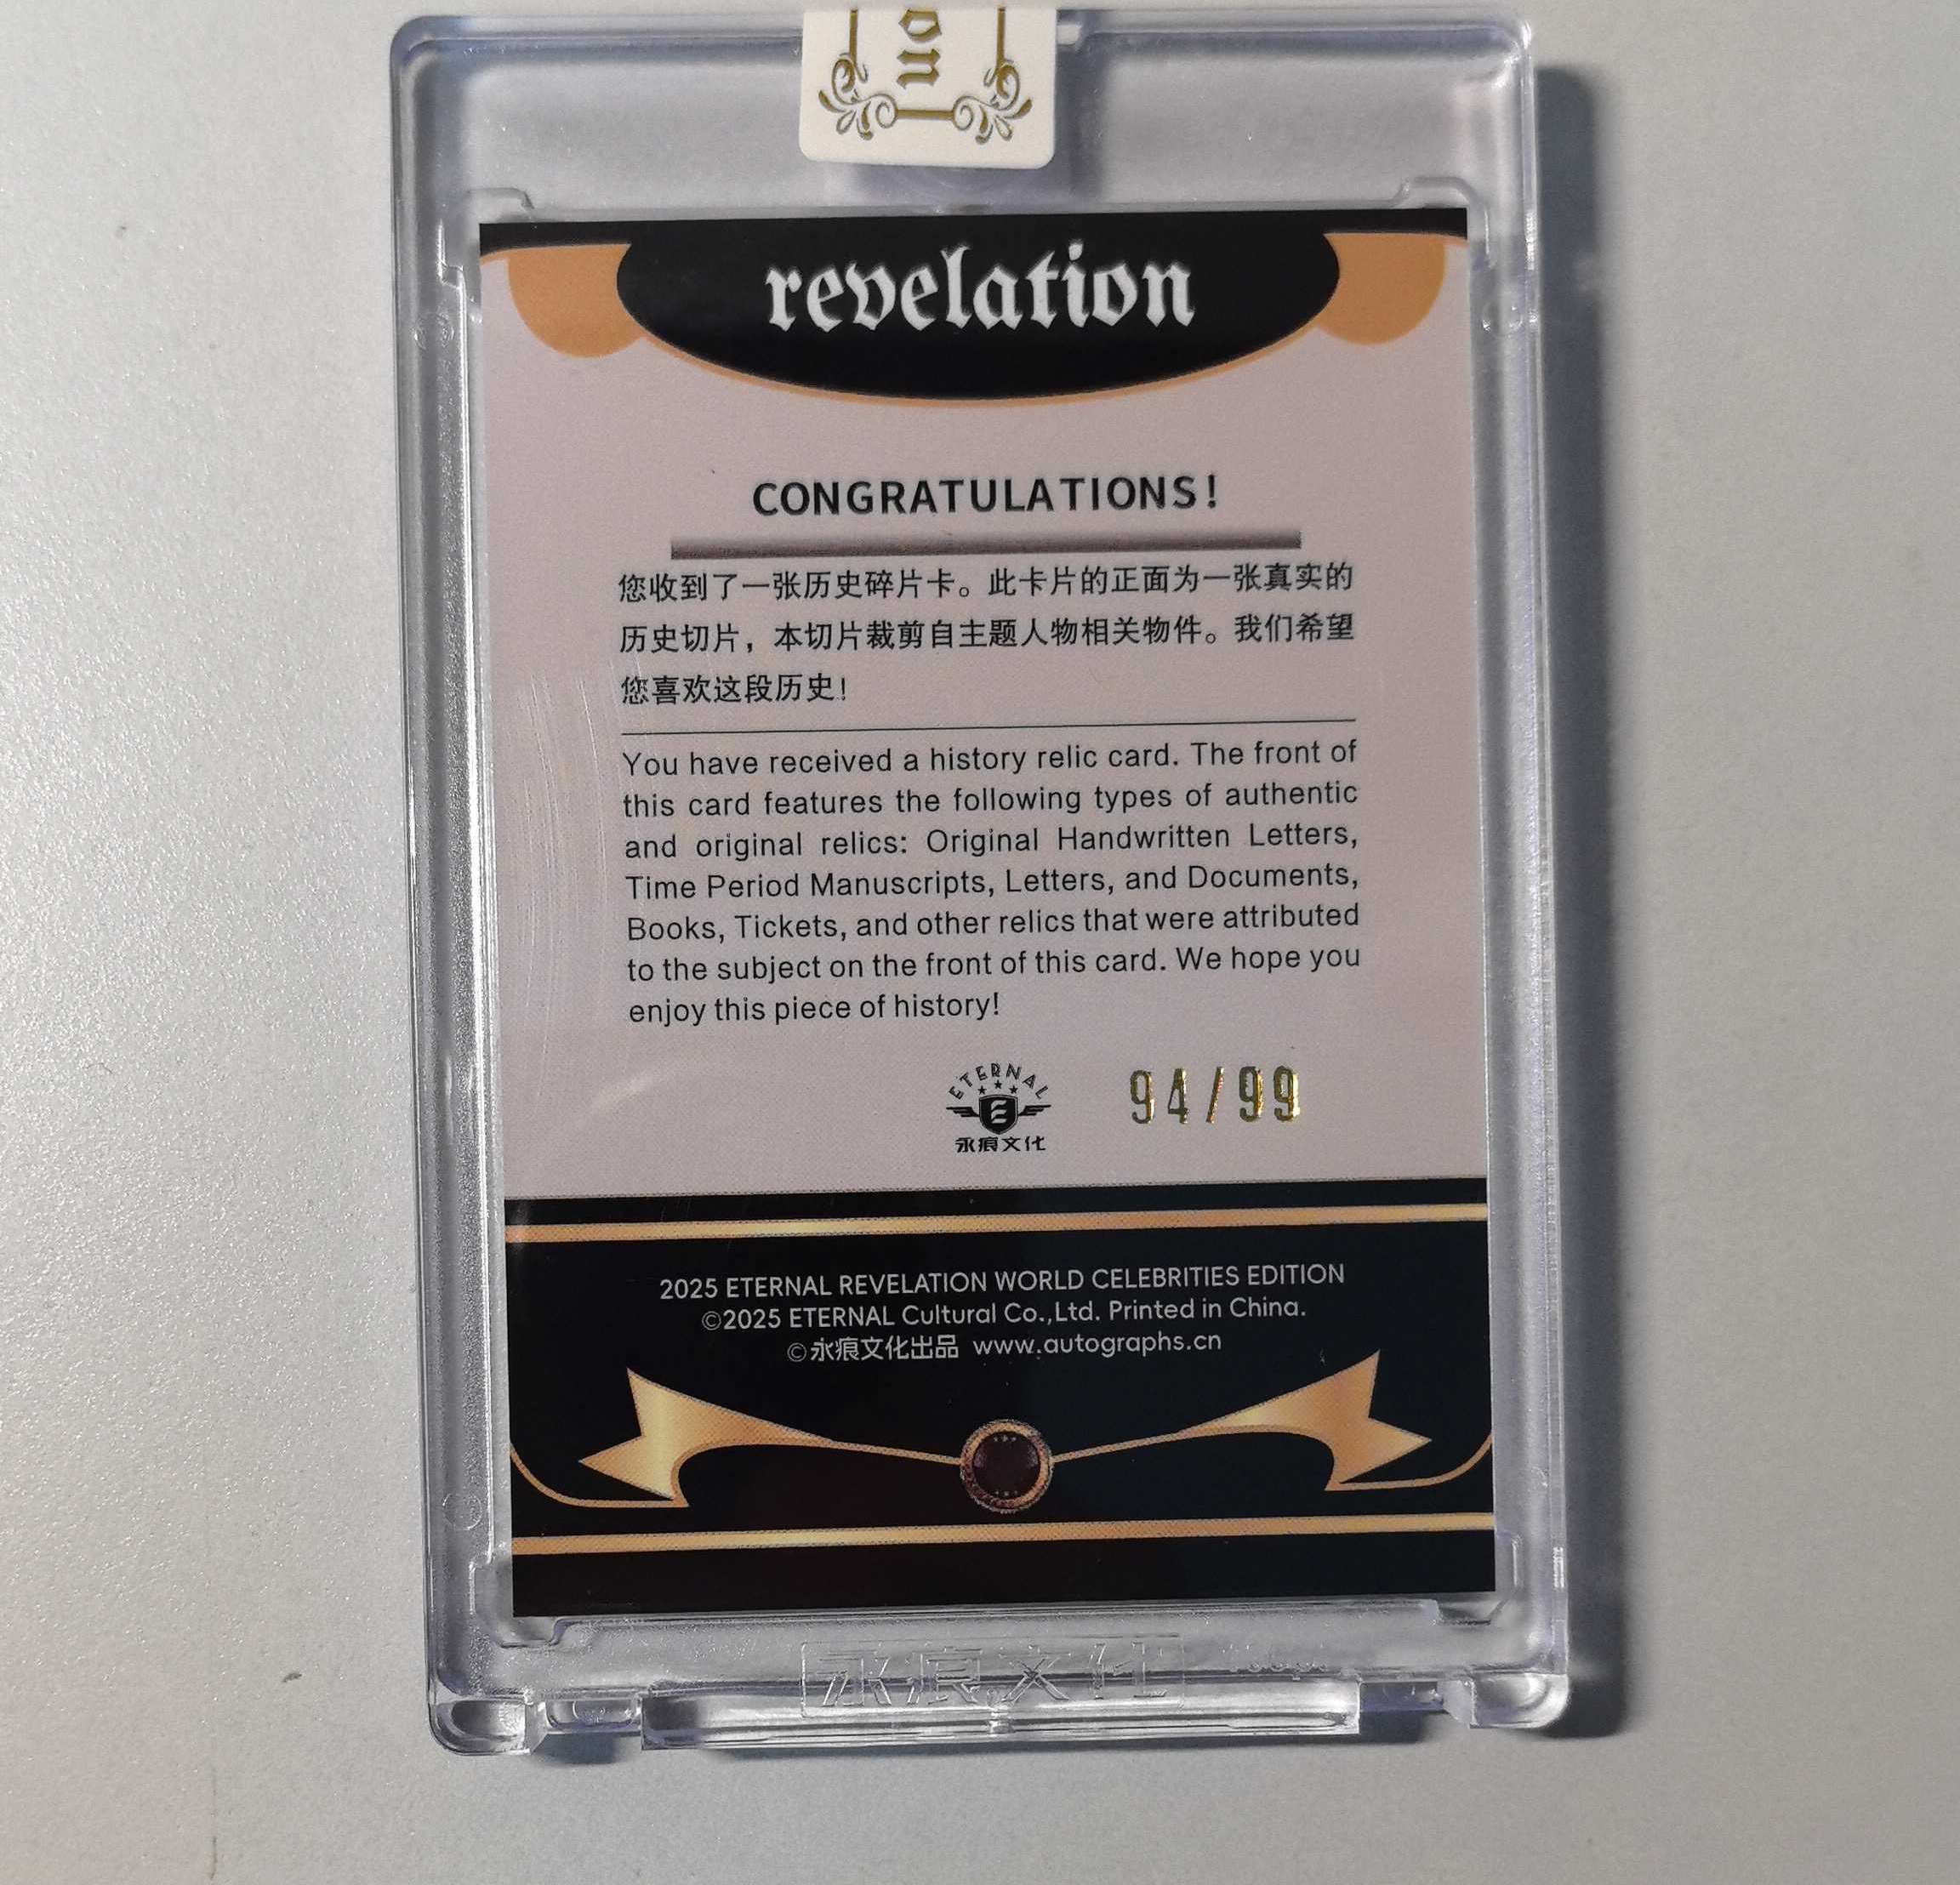 on
revelation
CONGRATULATIONS!
您收到了一张历史碎片卡。此卡片的正面为一张真实的
历史切片，本切片裁剪自主题人物相关物件。我们希望
您喜欢这段历史！
You have received a history relic card. The front of
this card features the following types of authentic
and original relics: Original Handwritten Letters,
Time Period Manuscripts, Letters, and Documents,
Books, Tickets, and other relics that were attributed
to the subject on the front of this card. We hope you
enjoy this piece of history!
ETERNAL
永痕文化
94/99
2025 ETERNAL REVELATION WORLD CELEBRITIES EDITION
©2025 ETERNAL Cultural Co.,Ltd. Printed in China.
©永痕文化出品 www.autographs.cn
永痕文化